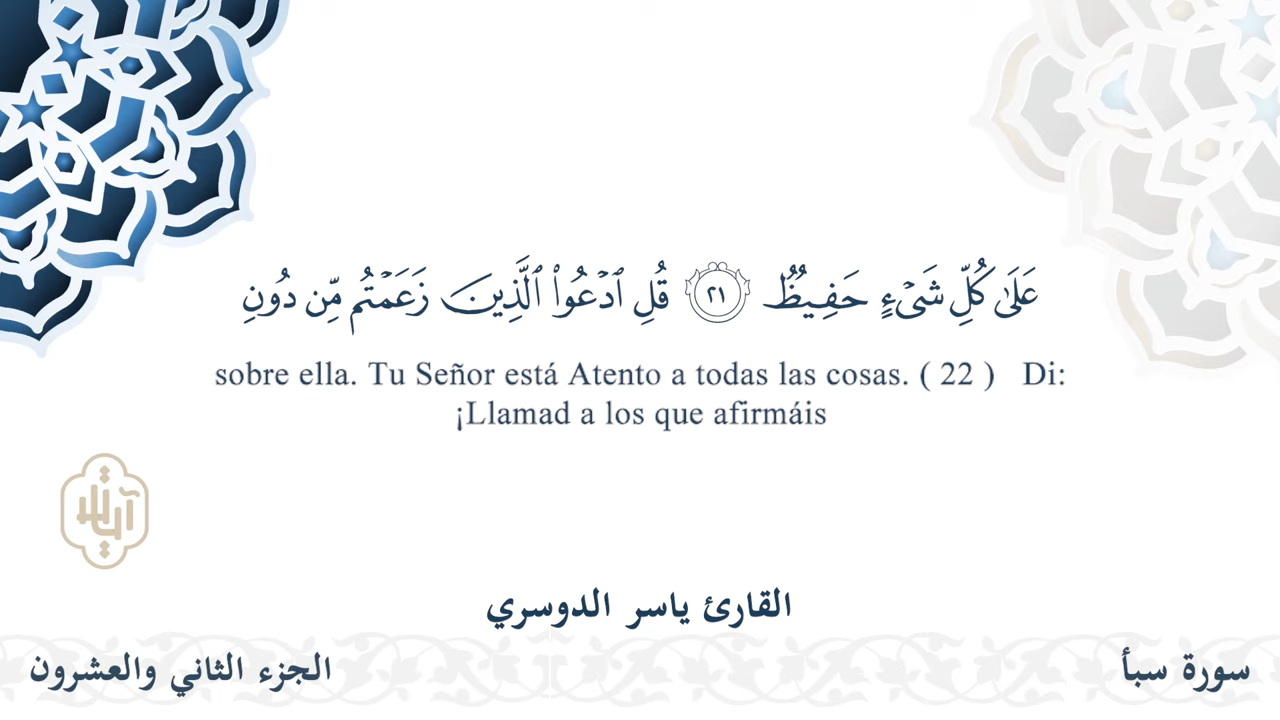 عَلَىٰ كُلِّ شَىْءٍ حَفِيظٌ ٢١ قُلِ ٱدْعُوا۟ ٱلَّذِينَ زَعَمْتُم مِّن دُونِ
sobre ella. Tu Señor está Atento a todas las cosas. ( 22 ) Di:
¡Llamad a los que afirmáis
القارئ ياسر الدوسري
سورة سبأ
الجزء الثاني والعشرون